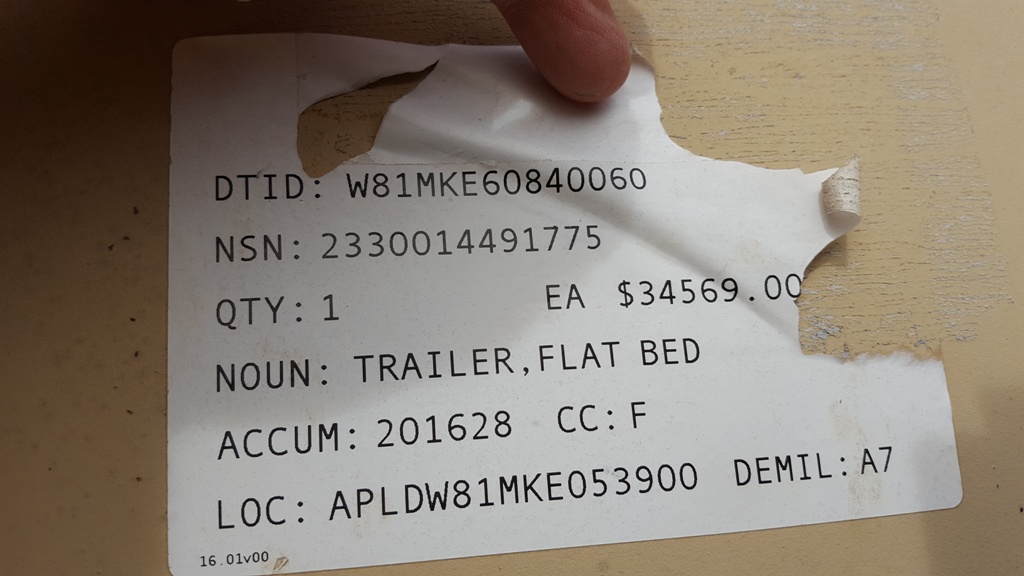 DTID: W81MKE60840060
NSN: 2330014491775
QTY: 1 EA $34569.00
NOUN: TRAILER,FLAT BED
ACCUM: 201628 CC: F
LOC: APLDW81MKE053900 DEMIL: A7
16.01v00